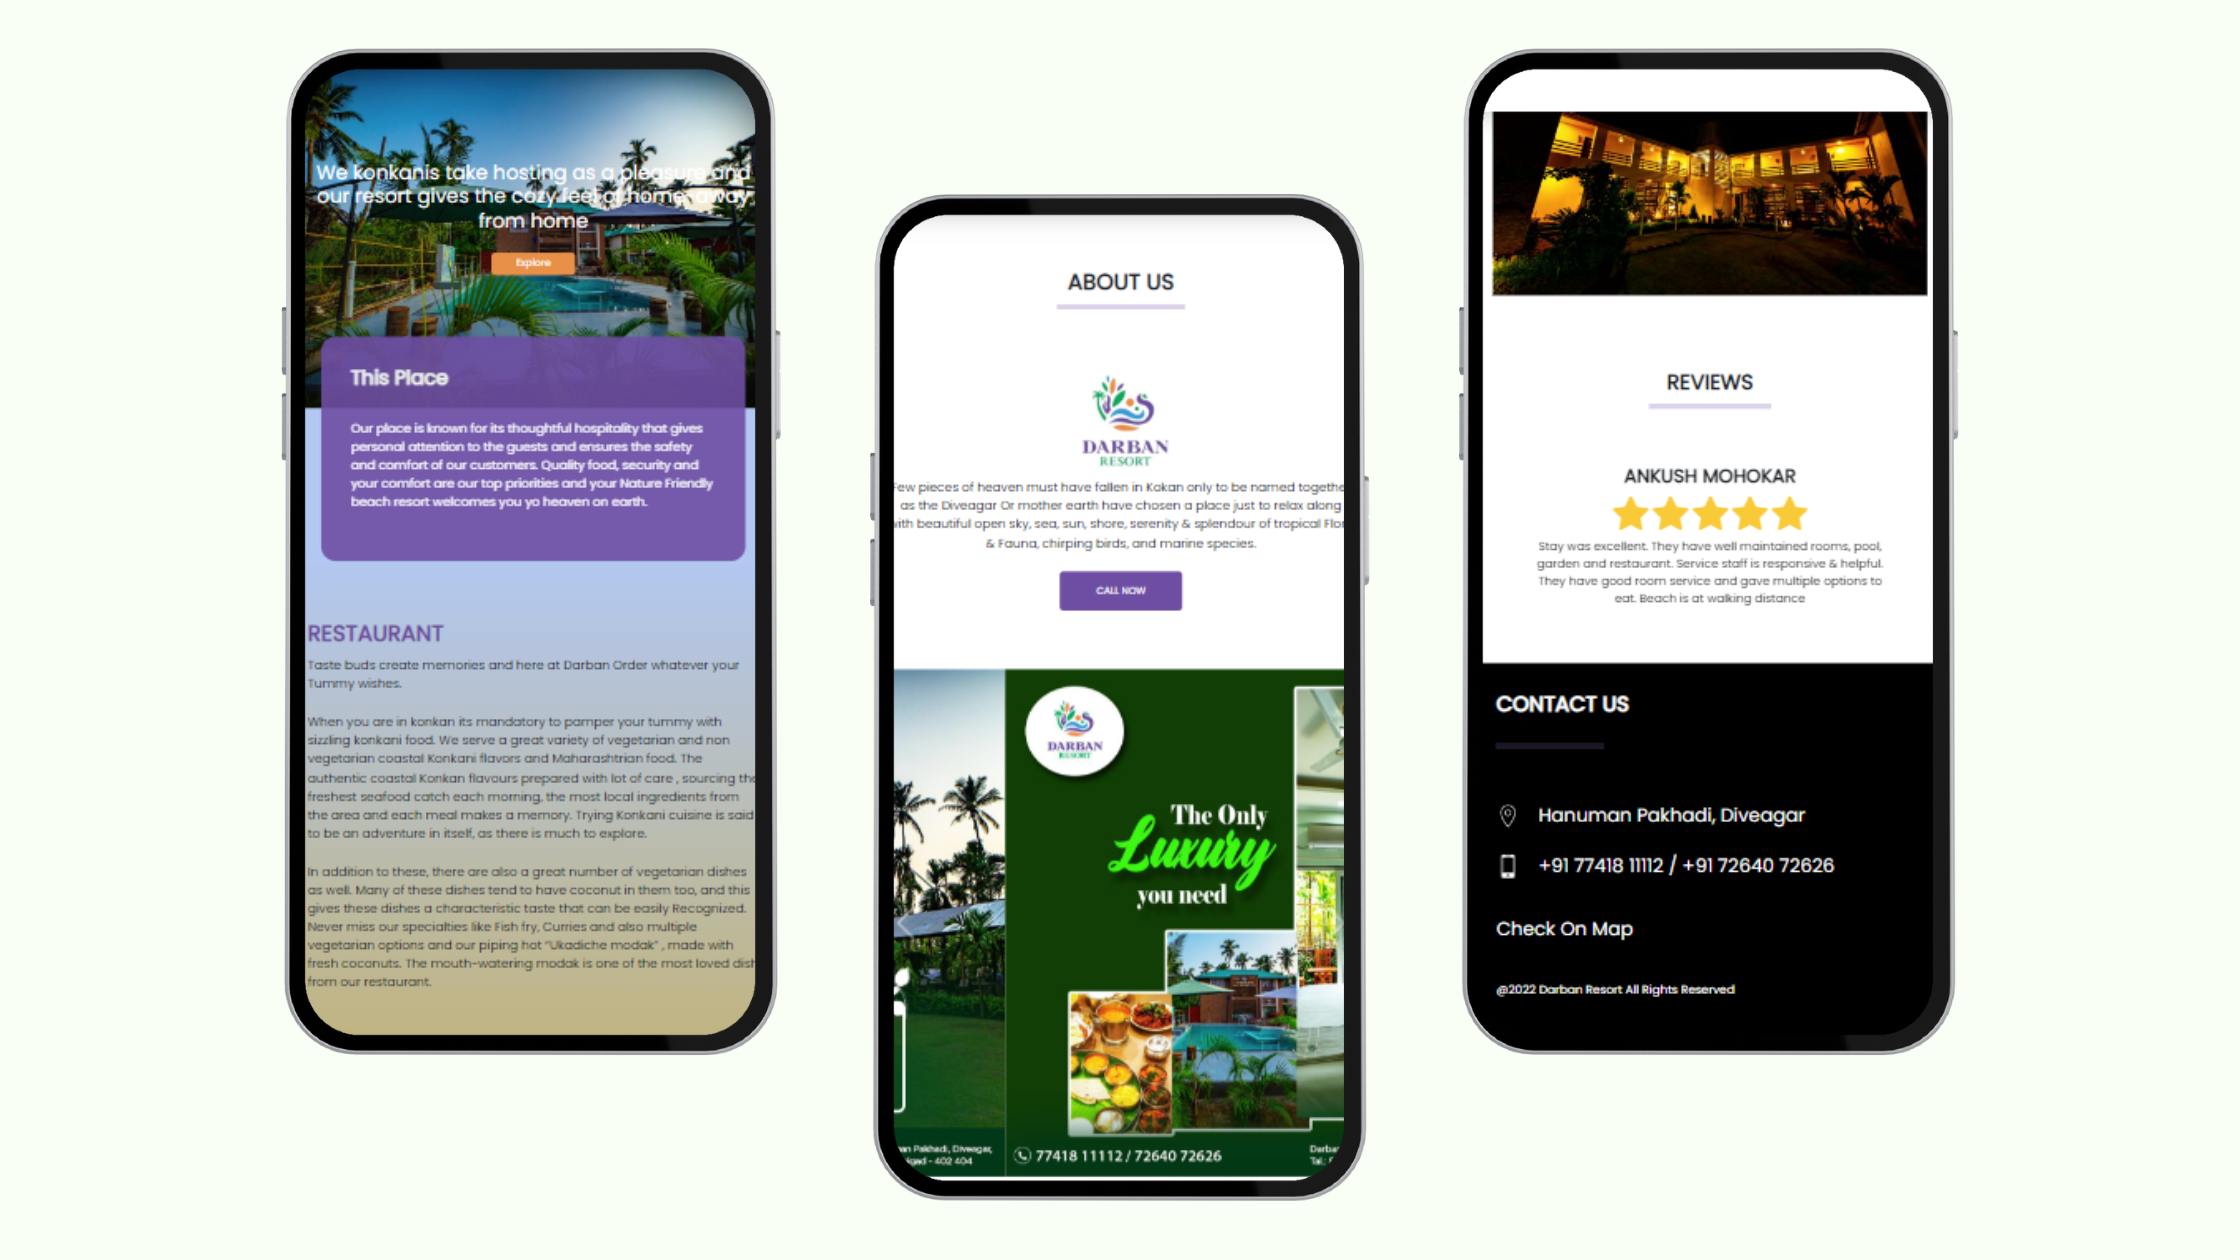 We konkanis take hosting as a pleasure and
our resort gives the cozy feel of home, away
from home
Explore
This Place
Our place is known for its thoughtful hospitality that gives
personal attention to the guests and ensures the safety
and comfort of our customers. Quality food, security and
your comfort are our top priorities and your Nature Friendly
beach resort welcomes you yo heaven on earth.
RESTAURANT
Taste buds create memories and here at Darban Order whatever your
Tummy wishes.
When you are in konkan its mandatory to pamper your tummy with
sizzling konkani food. We serve a great variety of vegetarian and non
vegetarian coastal Konkani flavors and Maharashtrian food. The
authentic coastal Konkan flavours prepared with lot of care , sourcing the
freshest seafood catch each morning, the most local ingredients from
the area and each meal makes a memory. Trying Konkani cuisine is said
to be an adventure in itself, as there is much to explore.
In addition to these, there are also a great number of vegetarian dishes
as well. Many of these dishes tend to have coconut in them too, and this
gives these dishes a characteristic taste that can be easily Recognized.
Never miss our specialties like Fish fry, Curries and also multiple
vegetarian options and our piping hot “Ukadiche modak” , made with
fresh coconuts. The mouth-watering modak is one of the most loved dish
from our restaurant.
ABOUT US
DARBAN
RESORT
Few pieces of heaven must have fallen in Kokan only to be named togethe
as the Diveagar Or mother earth have chosen a place just to relax along
ith beautiful open sky, sea, sun, shore, serenity & splendour of tropical Flor
& Fauna, chirping birds, and marine species.
CALL NOW
DARBAN
RESORT
The Only
Luxury
you need
an Pakhadi, Diveagar,
igad - 402 404
77418 11112 / 72640 72626
Darba
Tal.:
REVIEWS
ANKUSH MOHOKAR
Stay was excellent. They have well maintained rooms, pool,
garden and restaurant. Service staff is responsive & helpful.
They have good room service and gave multiple options to
eat. Beach is at walking distance
CONTACT US
Hanuman Pakhadi, Diveagar
+91 77418 11112 / +91 72640 72626
Check On Map
@2022 Darban Resort All Rights Reserved